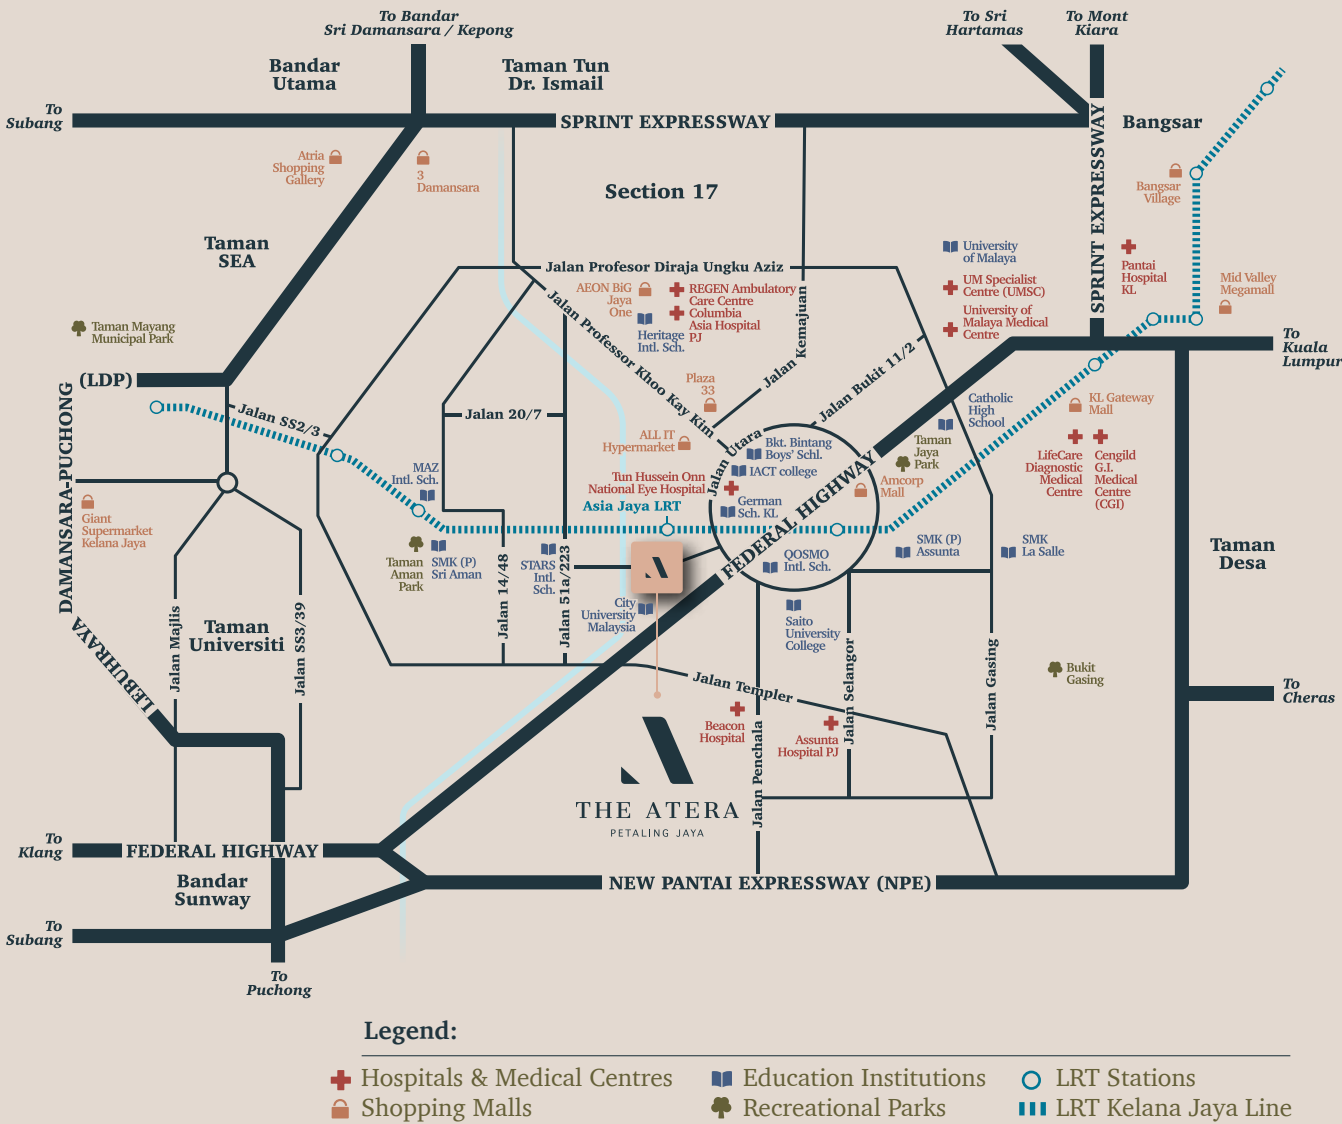 To Bandar
Sri Damansara / Kepong
To Sri
Hartamas
To Mont
Kiara
Bandar
Utama
Taman Tun
Dr. Ismail
To
Subang
SPRINT EXPRESSWAY
Bangsar
SPRINT EXPRESSWAY
Atria
Shopping
Gallery
3
Damansara
Section 17
Bangsar
Village
Taman
SEA
Jalan Profesor Diraja Ungku Aziz
University
of Malaya
UM Specialist
Centre (UMSC)
University of
Malaya Medical
Centre
Pantai
Hospital
KL
Mid Valley
Megamall
AEON BiG
Jaya
One
REGEN Ambulatory
Care Centre
Columbia
Asia Hospital
PJ
Heritage
Intl. Sch.
Jalan Professor Khoo Kay Kim
Jalan Kemajuan
Jalan Bukit 11/2
Taman Mayang
Municipal Park
To
Kuala
Lumpur
(LDP)
DAMANSARA-PUCHONG
LEBUHRAYA
Jalan SS2/3
Jalan 20/7
Plaza
33
ALL IT
Hypermarket
Jalan Utara
Bkt. Bintang
Boys' Schl.
IACT college
Catholic
High
School
KL Gateway
Mall
Taman
Jaya
Park
LifeCare
Diagnostic
Medical
Centre
Cengild
G.I.
Medical
Centre
(CGI)
MAZ
Intl. Sch.
Tun Hussein Onn
National Eye Hospital
Asia Jaya LRT
German
Sch. KL
FEDERAL HIGHWAY
Amcorp
Mall
Giant
Supermarket
Kelana Jaya
Taman
Aman
Park
SMK (P)
Sri Aman
STARS
Intl.
Sch.
QOSMO
Intl. Sch.
SMK (P)
Assunta
SMK
La Salle
Taman
Desa
Jalan Majlis
Taman
Universiti
Jalan SS3/39
Jalan 14/48
Jalan 51a/223
City
University
Malaysia
Saito
University
College
Jalan Selangor
Jalan Gasing
Bukit
Gasing
Jalan Templer
To
Cheras
Beacon
Hospital
Jalan Penchala
Assunta
Hospital PJ
THE ATERA
PETALING JAYA
To
Klang
FEDERAL HIGHWAY
Bandar
Sunway
NEW PANTAI EXPRESSWAY (NPE)
To
Subang
To
Puchong
Legend:
Hospitals & Medical Centres
Education Institutions
LRT Stations
Shopping Malls
Recreational Parks
LRT Kelana Jaya Line